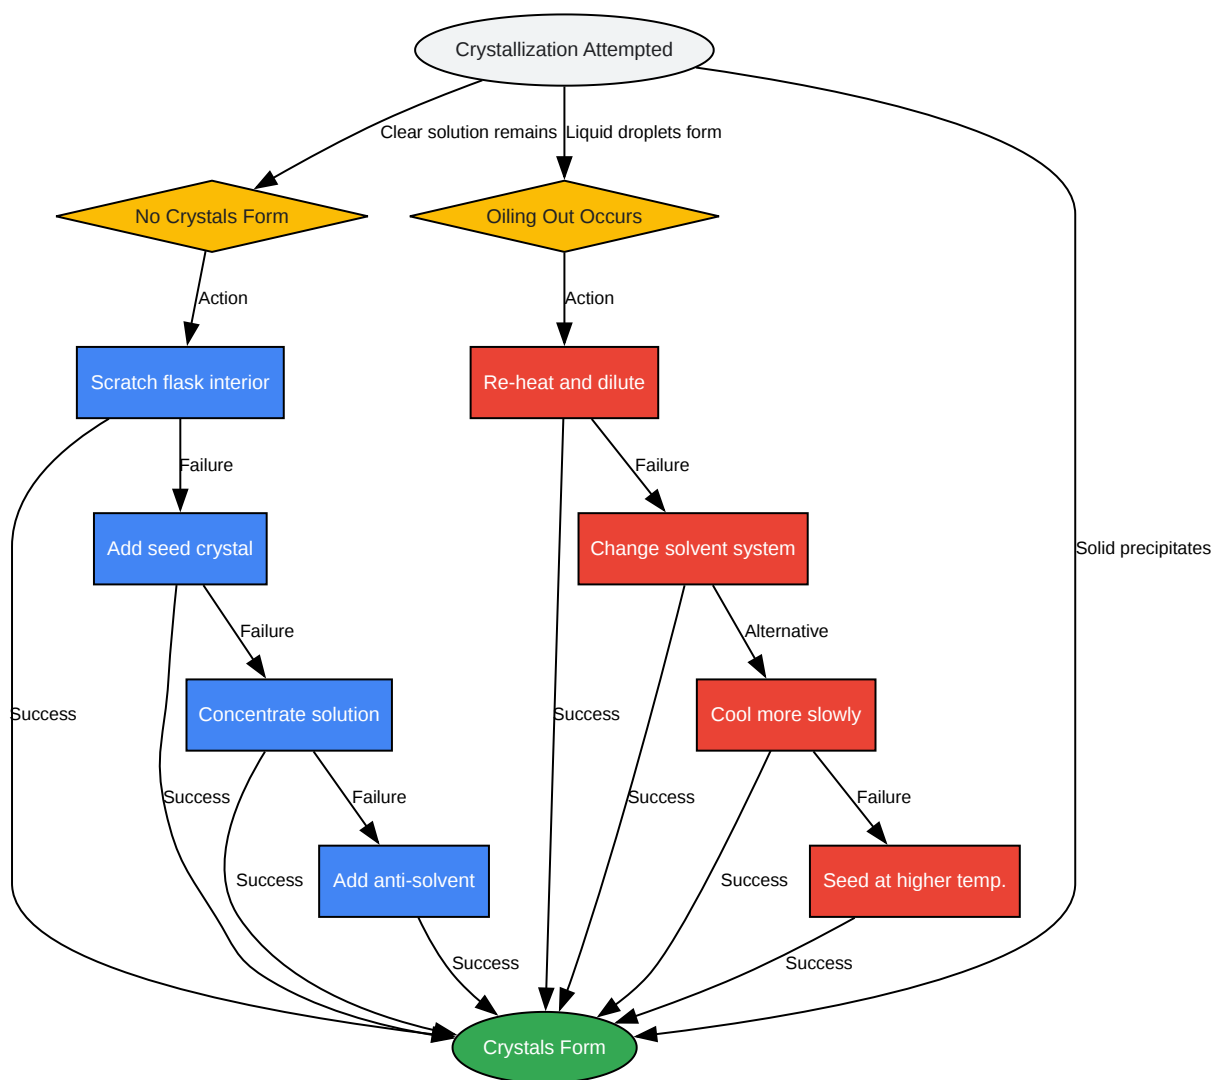 Crystallization Attempted
Clear solution remains
Liquid droplets form
No Crystals Form
Oiling Out Occurs
Action
Action
Scratch flask interior
Re-heat and dilute
Failure
Failure
Add seed crystal
Change solvent system
Solid precipitates
Failure
Alternative
Success
Concentrate solution
Success
Cool more slowly
Success
Failure
Success
Failure
Success
Add anti-solvent
Success
Seed at higher temp.
Success
Success
Crystals Form